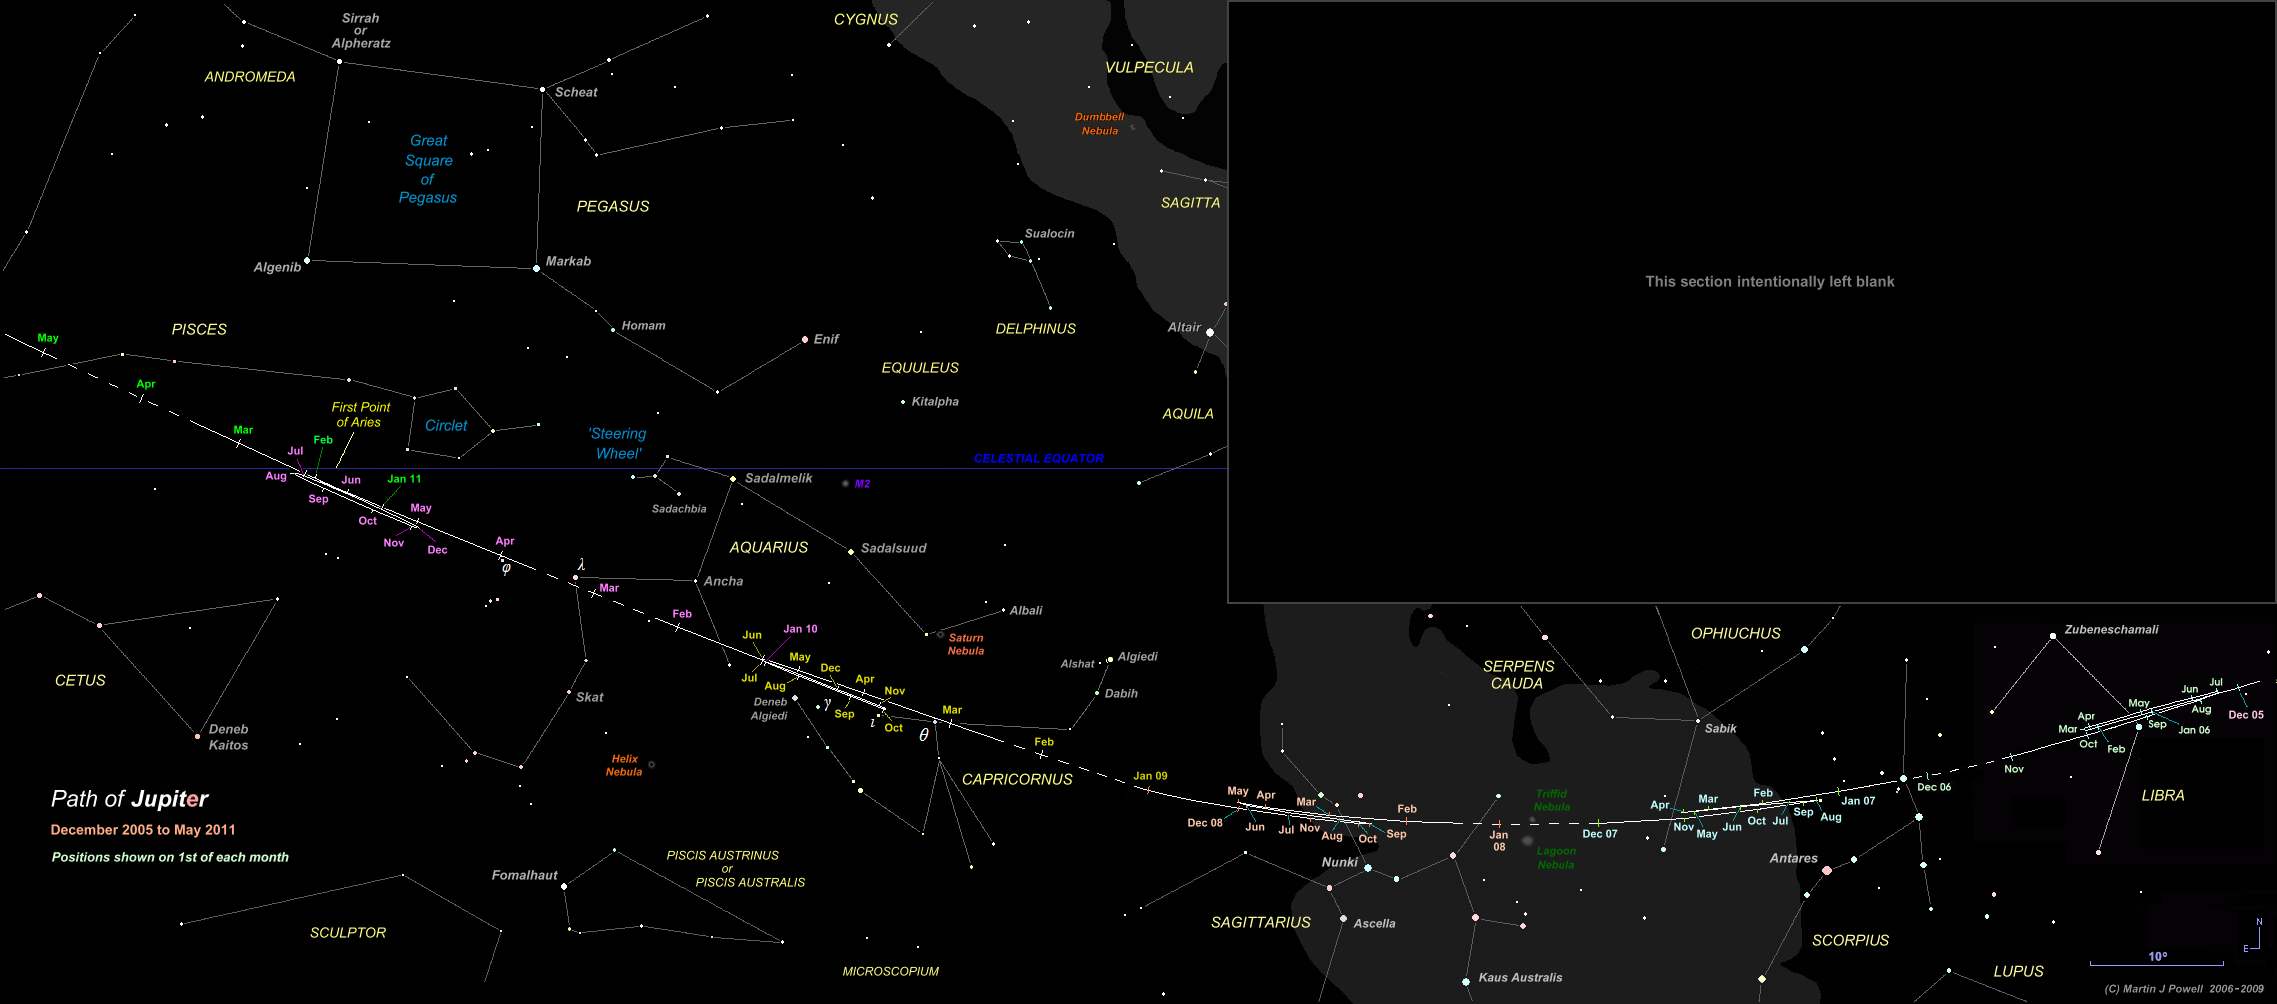 Sirrah
or
Alpheratz
CYGNUS
ANDROMEDA
Scheat
VULPECULA
Dumbbell
Nebula
Great
Square
of
Pegasus
PEGASUS
SAGITTA
Sualocin
Algenib
Markab
This section intentionally left blank
PISCES
Homam
DELPHINUS
Altair
May
Enif
EQUULEUS
Apr
Kitalpha
First Point
of Aries
AQUILA
Circlet
Mar
Feb
'Steering
Wheel'
Jul
CELESTIAL EQUATOR
Aug
Jun
Jan 11
Sadalmelik
M2
Sep
May
Sadachbia
Oct
Nov
Dec
Apr
AQUARIUS
Sadalsuud
φ
λ
Ancha
Mar
Feb
Albali
Jun
Jan 10
Saturn
Nebula
OPHIUCHUS
Zubeneschamali
May
Dec
Alshat
Algiedi
SERPENS
CAUDA
CETUS
Jul
Aug
Apr
Nov
Dabih
Skat
Deneb
Algiedi
γ
Sep
ι
Oct
Mar
θ
Jun
Jul
May
Aug
Dec 05
Apr
Mar
Sep
Jan 06
Oct
Feb
Sabik
Deneb
Kaitos
Feb
Nov
Helix
Nebula
CAPRICORNUS
Jan 09
Dec 06
LIBRA
Path of Jupiter
May
Apr
Mar
Feb
Triffid
Nebula
Apr
Mar
Feb
Jan 07
December 2005 to May 2011
Dec 08
Jun
Jul
Nov
Aug
Oct
Sep
Jan
08
Dec 07
Nov
May
Jun
Oct
Jul
Sep
Aug
Positions shown on 1st of each month
PISCIS AUSTRINUS
or
PISCIS AUSTRALIS
Nunki
Lagoon
Nebula
Antares
Fomalhaut
SCULPTOR
SAGITTARIUS
Ascella
SCORPIUS
N
E
10°
MICROSCOPIUM
Kaus Australis
LUPUS
(C) Martin J Powell 2006-2009